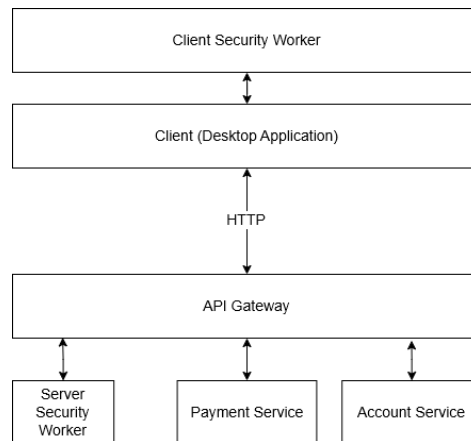 Client Security Worker
Client (Desktop Application)
HTTP
API Gateway
Server
Security
Worker
Payment Service
Account Service